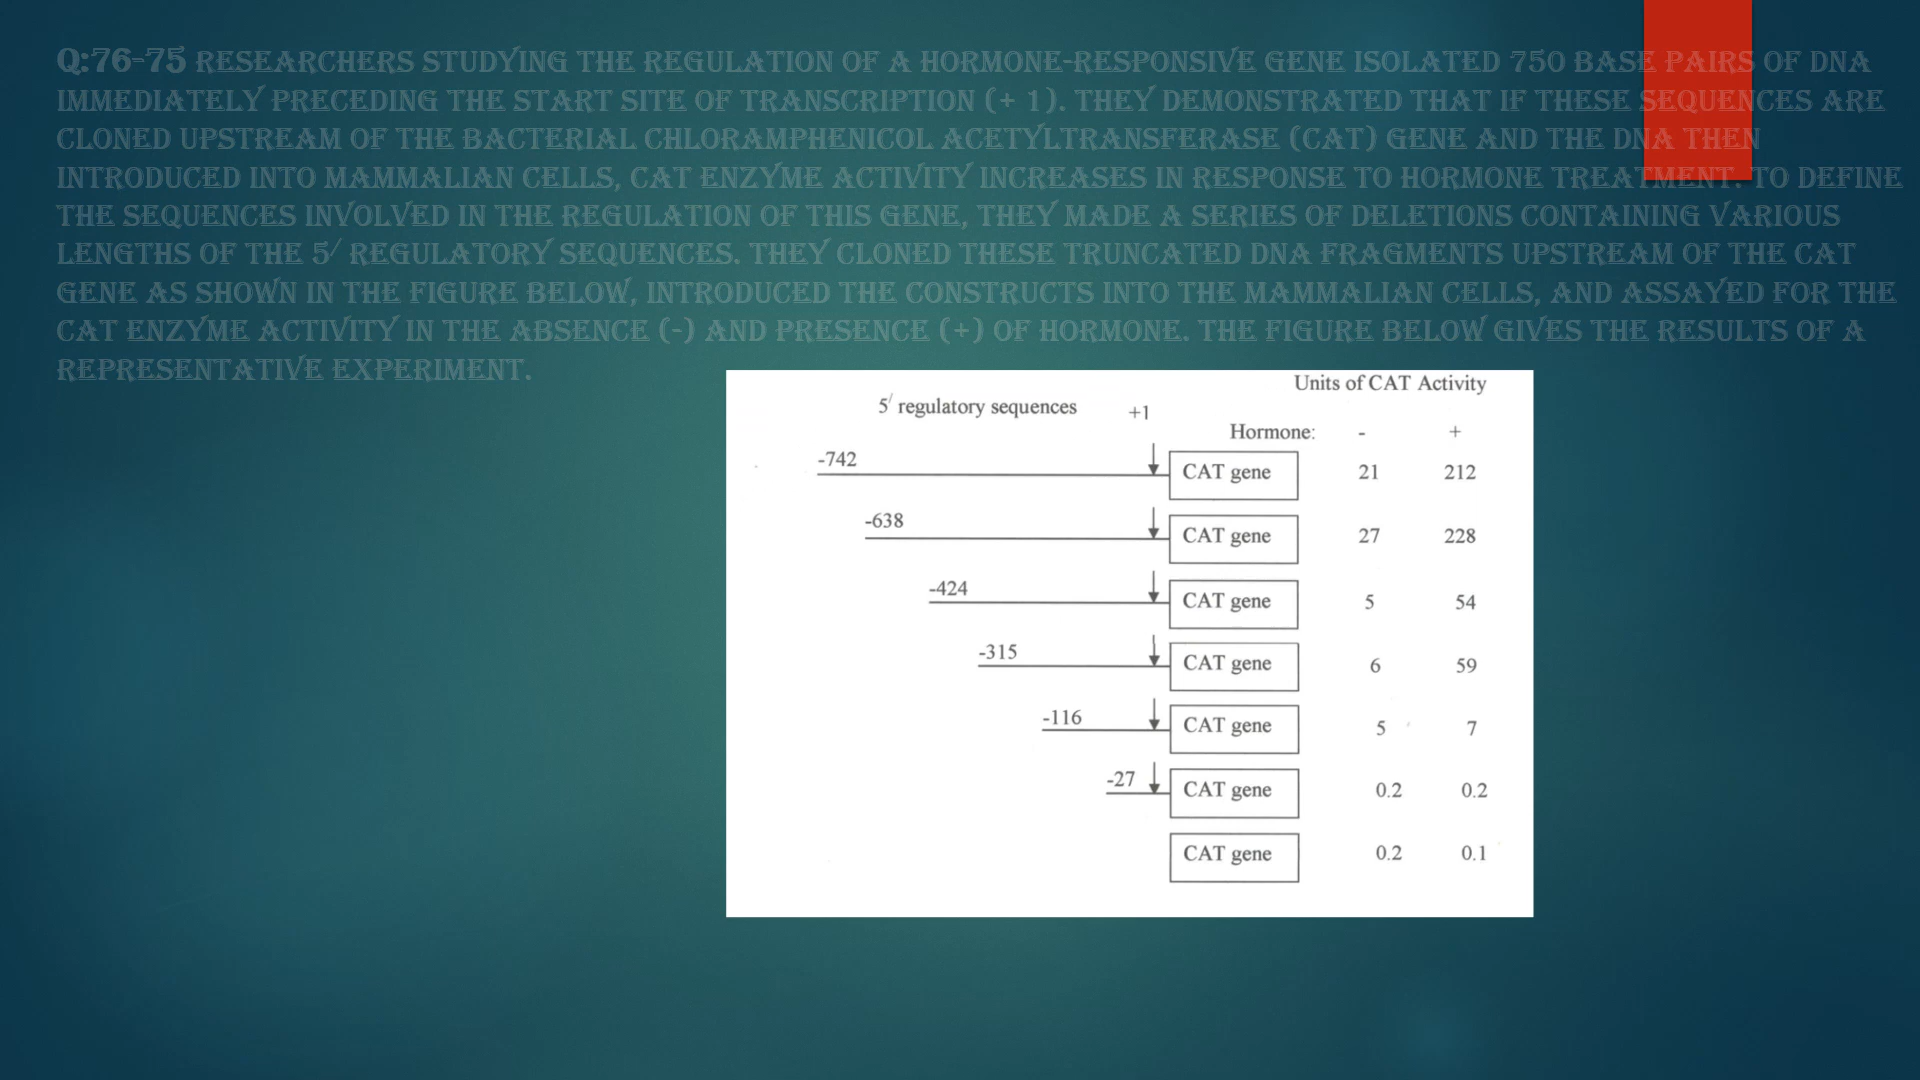 Q:76-75 RESEARCHERS STUDYING THE REGULATION OF A HORMONE-RESPONSIVE GENE ISOLATED 750 BASE PAIRS OF DNA
IMMEDIATELY PRECEDING THE START SITE OF TRANSCRIPTION (+ 1). THEY DEMONSTRATED THAT IF THESE SEQUENCES ARE
CLONED UPSTREAM OF THE BACTERIAL CHLORAMPHENICOL ACETYLTRANSFERASE (CAT) GENE AND THE DNA THEN
INTRODUCED INTO MAMMALIAN CELLS, CAT ENZYME ACTIVITY INCREASES IN RESPONSE TO HORMONE TREATMENT. TO DEFINE
THE SEQUENCES INVOLVED IN THE REGULATION OF THIS GENE, THEY MADE A SERIES OF DELETIONS CONTAINING VARIOUS
LENGTHS OF THE 5/ REGULATORY SEQUENCES. THEY CLONED THESE TRUNCATED DNA FRAGMENTS UPSTREAM OF THE CAT
GENE AS SHOWN IN THE FIGURE BELOW, INTRODUCED THE CONSTRUCTS INTO THE MAMMALIAN CELLS, AND ASSAYED FOR THE
CAT ENZYME ACTIVITY IN THE ABSENCE (-) AND PRESENCE (+) OF HORMONE. THE FIGURE BELOW GIVES THE RESULTS OF A
REPRESENTATIVE EXPERIMENT.
Units of CAT Activity
5/ regulatory sequences +1
Hormone: - +
-742 CAT gene 21 212
-638 CAT gene 27 228
-424 CAT gene 5 54
-315 CAT gene 6 59
-116 CAT gene 5 7
-27 CAT gene 0.2 0.2
CAT gene 0.2 0.1